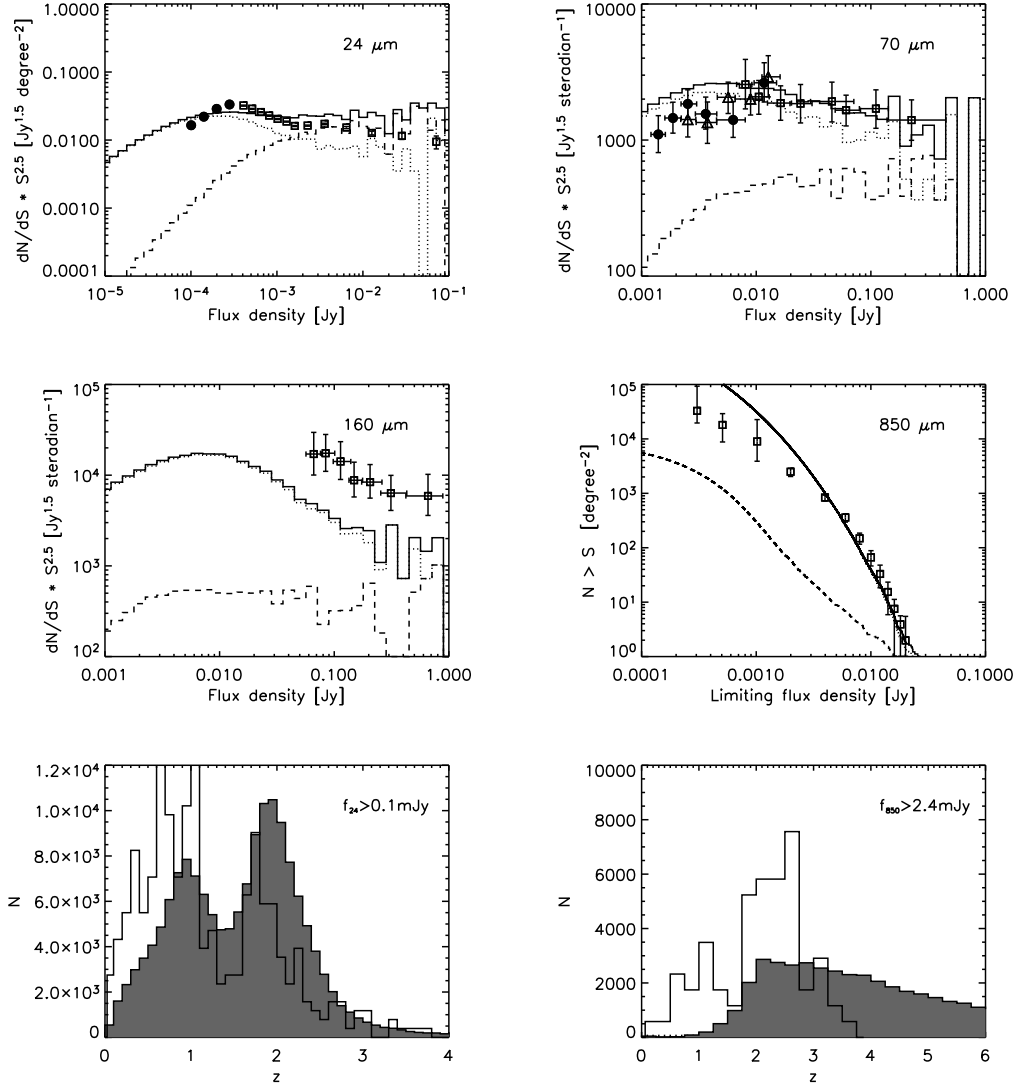 24 μm
dN/dS * S^2.5 [Jy^1.5 degree^−2]
0.1000
0.0100
0.0010
0.0001
10^−5 10^−4 10^−3 10^−2 10^−1
Flux density [Jy]
70 μm
dN/dS * S^2.5 [Jy^1.5 steradian^−1]
10000
1000
100
0.001 0.010 0.100 1.000
Flux density [Jy]
160 μm
dN/dS * S^2.5 [Jy^1.5 steradian^−1]
10^5
10^4
10^3
10^2
0.001 0.010 0.100 1.000
Flux density [Jy]
850 μm
N > S [degree^−2]
10^5
10^4
10^3
10^2
10^1
10^0
0.0001 0.0010 0.0100 0.1000
Limiting flux density [Jy]
f_24>0.1mJy
N
1.2×10^4
1.0×10^4
8.0×10^3
6.0×10^3
4.0×10^3
2.0×10^3
0
0 1 2 3 4
z
f_850>2.4mJy
N
10000
8000
6000
4000
2000
0
0 1 2 3 4 5 6
z